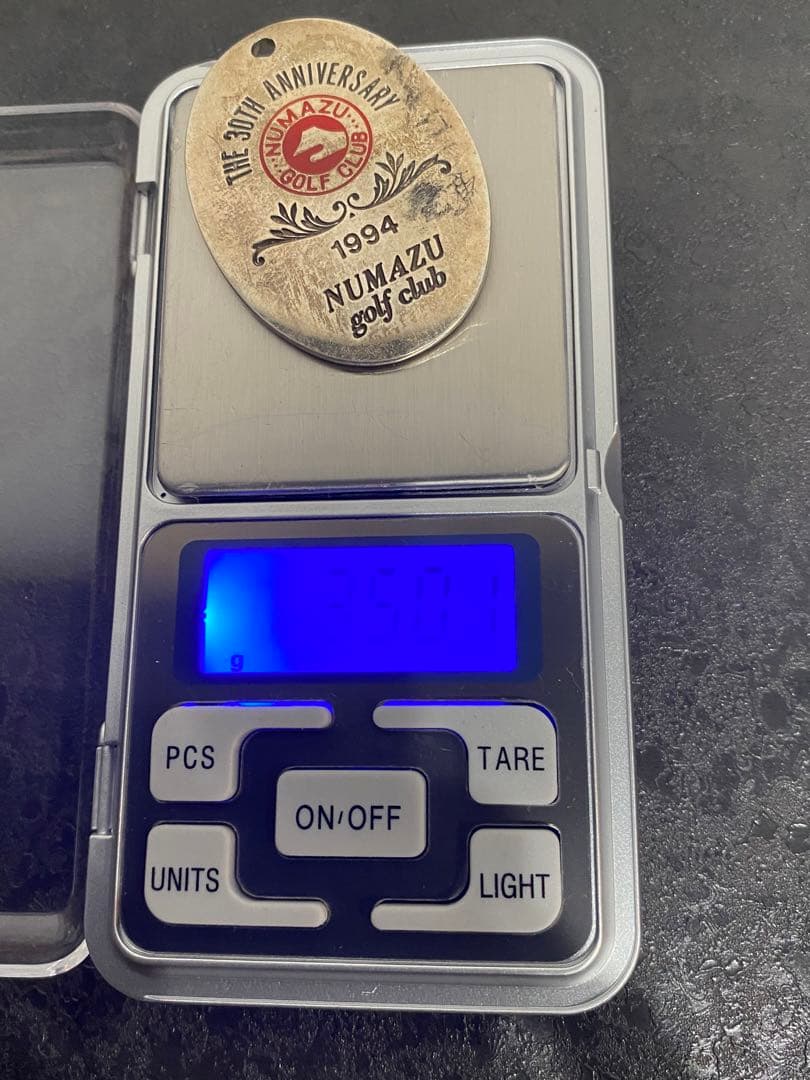 THE 30TH ANNIVERSARY
NUMAZU
GOLF CLUB
1994
NUMAZU
golf club
g
PCS
TARE
ON/OFF
UNITS
LIGHT